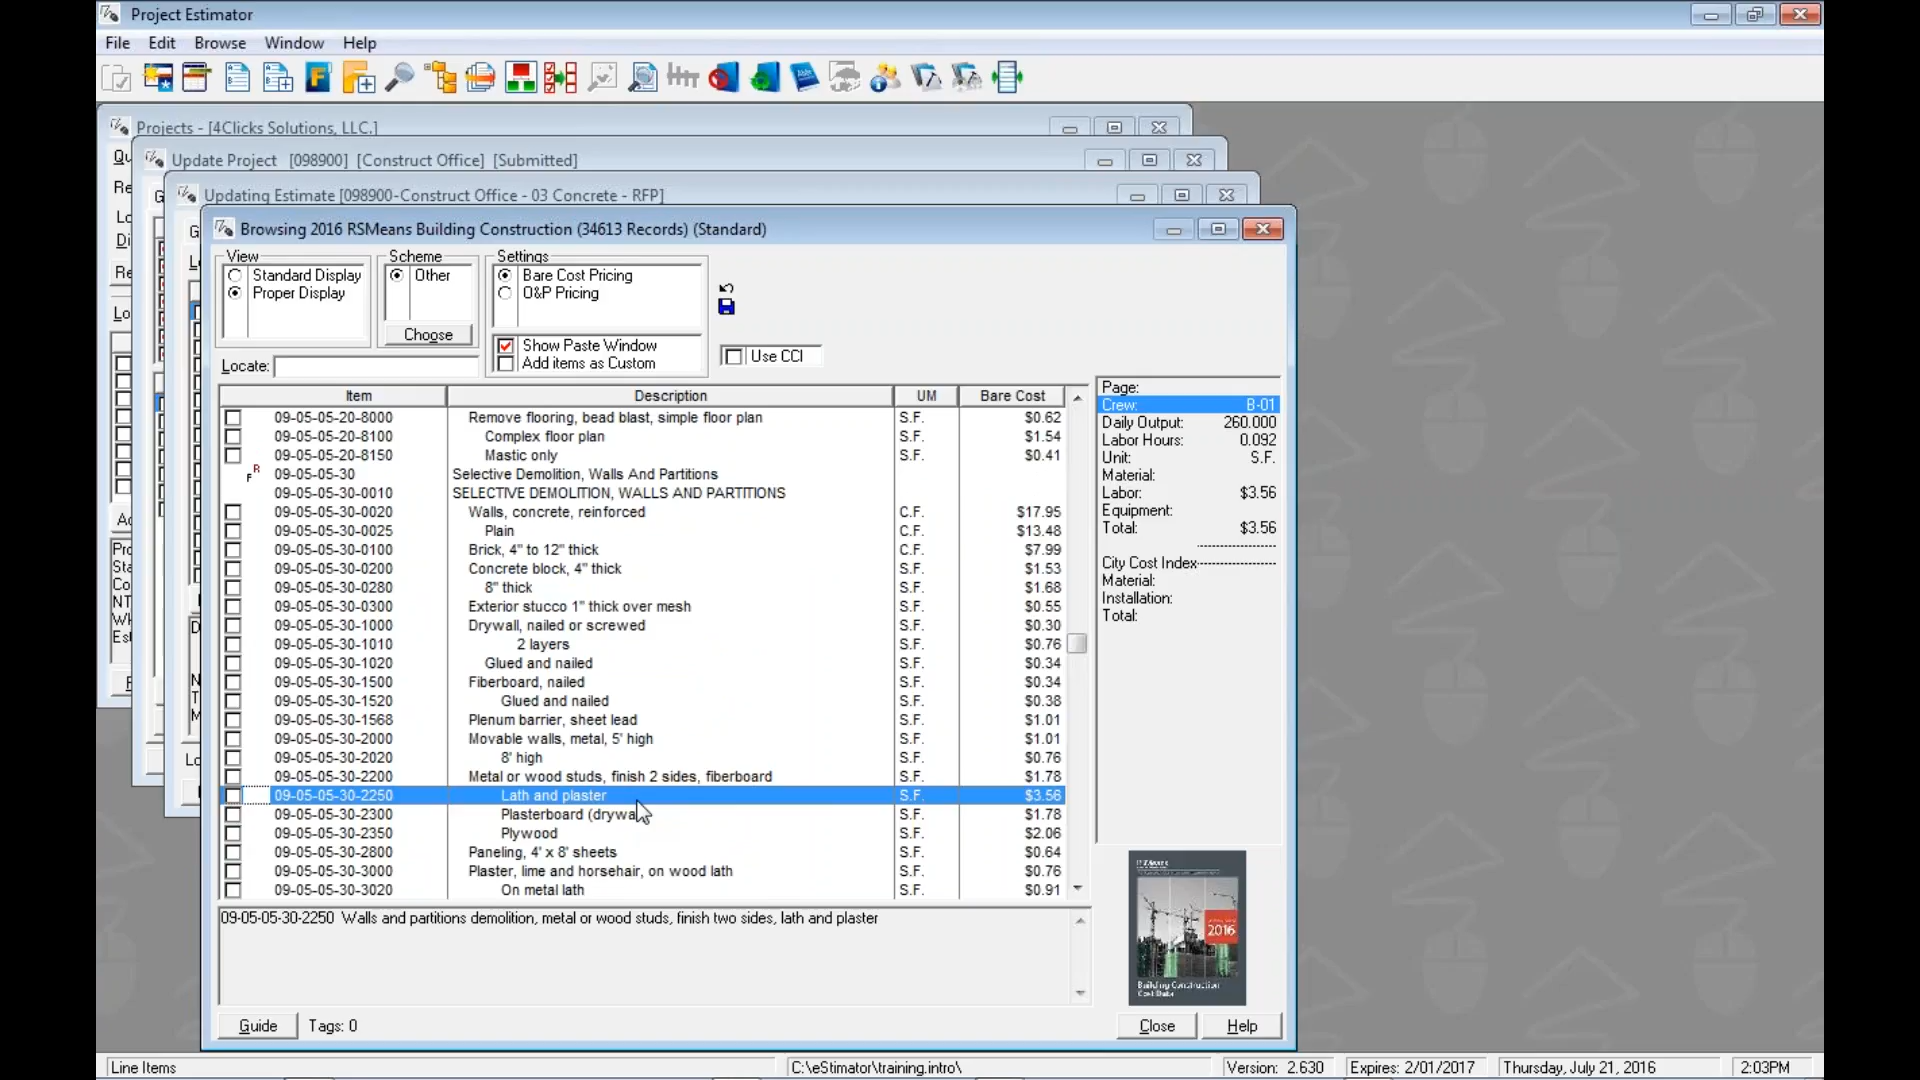 Project Estimator
File Edit Browse Window Help
Projects - [4Clicks Solutions, LLC.]
Update Project [098900] [Construct Office] [Submitted]
Updating Estimate [098900-Construct Office - 03 Concrete - RFP]
Browsing 2016 RSMeans Building Construction (34613 Records) (Standard)
View Scheme Settings
Standard Display Other Bare Cost Pricing
Proper Display O&P Pricing
Choose
Show Paste Window
Use CCI
Locate: Add items as Custom
Item Description UM Bare Cost
09-05-05-20-8000 Remove flooring, bead blast, simple floor plan S.F. $0.62
09-05-05-20-8100 Complex floor plan S.F. $1.54
09-05-05-20-8150 Mastic only S.F. $0.41
F R 09-05-05-30 Selective Demolition, Walls And Partitions
09-05-05-30-0010 SELECTIVE DEMOLITION, WALLS AND PARTITIONS
09-05-05-30-0020 Walls, concrete, reinforced C.F. $17.95
09-05-05-30-0025 Plain C.F. $13.48
09-05-05-30-0100 Brick, 4" to 12" thick C.F. $7.99
09-05-05-30-0200 Concrete block, 4" thick S.F. $1.53
09-05-05-30-0280 8" thick S.F. $1.68
09-05-05-30-0300 Exterior stucco 1" thick over mesh S.F. $0.55
09-05-05-30-1000 Drywall, nailed or screwed S.F. $0.30
09-05-05-30-1010 2 layers S.F. $0.76
09-05-05-30-1020 Glued and nailed S.F. $0.34
09-05-05-30-1500 Fiberboard, nailed S.F. $0.34
09-05-05-30-1520 Glued and nailed S.F. $0.38
09-05-05-30-1568 Plenum barrier, sheet lead S.F. $1.01
09-05-05-30-2000 Movable walls, metal, 5' high S.F. $1.01
09-05-05-30-2020 8' high S.F. $0.76
09-05-05-30-2200 Metal or wood studs, finish 2 sides, fiberboard S.F. $1.78
09-05-05-30-2250 Lath and plaster S.F. $3.56
09-05-05-30-2300 Plasterboard (drywa S.F. $1.78
09-05-05-30-2350 Plywood S.F. $2.06
09-05-05-30-2800 Paneling, 4' x 8' sheets S.F. $0.64
09-05-05-30-3000 Plaster, lime and horsehair, on wood lath S.F. $0.76
09-05-05-30-3020 On metal lath S.F. $0.91
Page:
Crew: B-01
Daily Output: 260.000
Labor Hours: 0.092
Unit: S.F.
Material:
Labor: $3.56
Equipment:
Total: $3.56
City Cost Index
Material:
Installation:
Total:
2016
Building Construction
Cost Data
09-05-05-30-2250 Walls and partitions demolition, metal or wood studs, finish two sides, lath and plaster
Guide Tags: 0 Close Help
Line Items C:\eStimator\training.intro\ Version: 2.630 Expires: 2/01/2017 Thursday, July 21, 2016 2:03PM